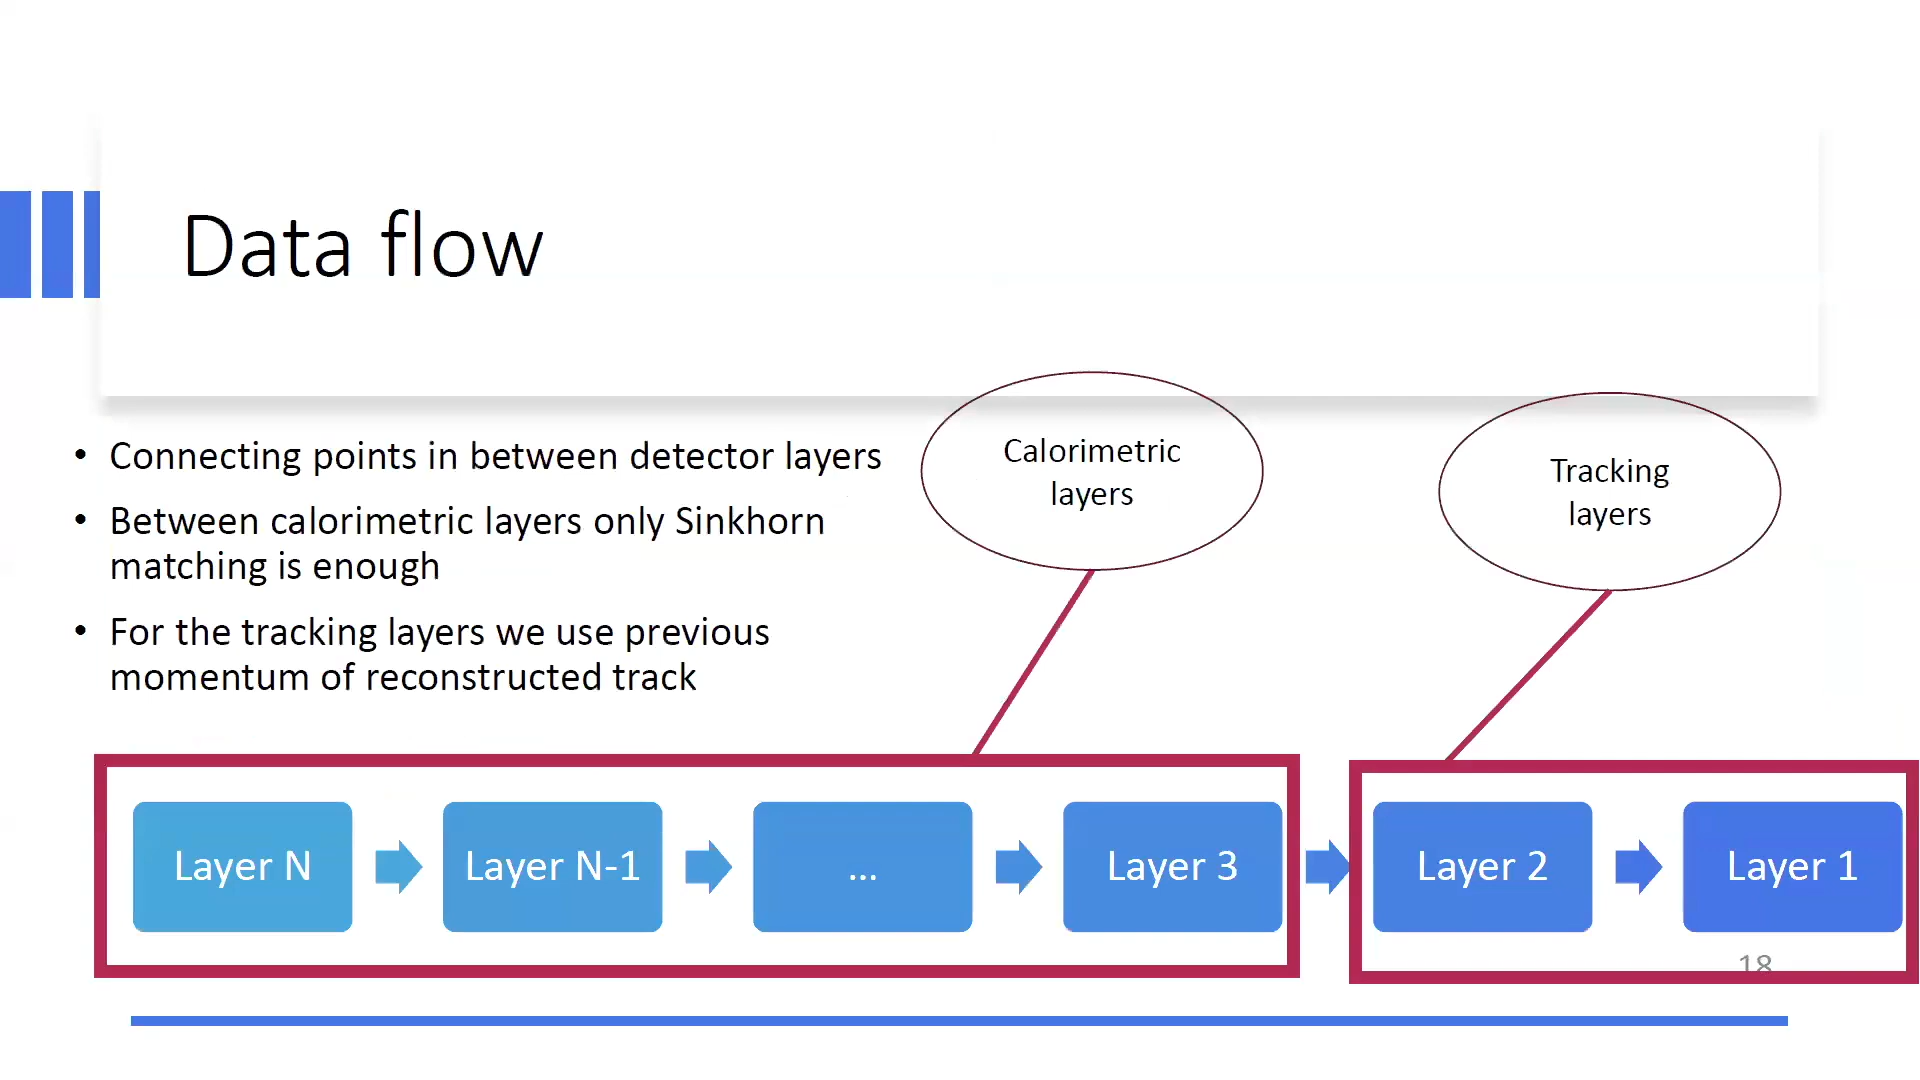 Data flow
• Connecting points in between detector layers
• Between calorimetric layers only Sinkhorn
matching is enough
• For the tracking layers we use previous
momentum of reconstructed track
Calorimetric
layers
Tracking
layers
Layer N
Layer N-1
...
Layer 3
Layer 2
Layer 1
18